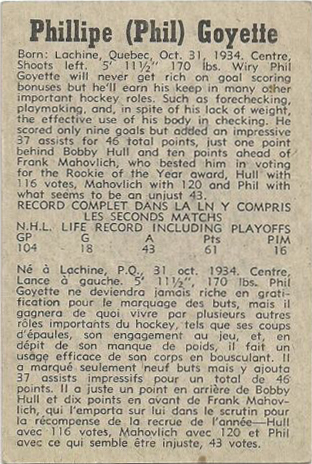 Phillipe (Phil) Goyette
Born: Lachine, Quebec, Oct. 31, 1934. Centre,
Shoots left. 5' 11½" 170 lbs. Wiry Phil
Goyette will never get rich on goal scoring
bonuses but he'll earn his keep in many other
important hockey roles. Such as forechecking,
playmaking, and, in spite of his lack of weight,
the effective use of his body in checking. He
scored only nine goals but added an impressive
37 assists for 46 total points, just one point
behind Bobby Hull and ten points ahead of
Frank Mahovlich, who bested him in voting
for the Rookie of the Year award, Hull with
116 votes, Mahovlich with 120 and Phil with
what seems to be an unjust 43.
RECORD COMPLET DANS LA LN Y COMPRIS
LES SECONDS MATCHS
N.H.L. LIFE RECORD INCLUDING PLAYOFFS
GP G A Pts PIM
104 18 43 61 16
Né à Lachine, P.Q., 31 oct. 1934. Centre,
Lance à gauche. 5' 11½", 170 lbs. Phil
Goyette ne deviendra jamais riche en grati-
fication pour le marquage des buts, mais il
gagnera de quoi vivre par plusieurs autres
rôles importants du hockey, tels que ses coups
d'épaules, son engagement au jeu, et, en
dépit de son manque de poids, il fait un
usage efficace de son corps en bousculant. Il
a marqué seulement neuf buts mais y ajouta
37 assists impressifs pour un total de 46
points. Il a juste un point en arrière de Bobby
Hull et dix points en avant de Frank Mahov-
lich, qui l'emporta sur lui dans le scrutin pour
la récompense de la recrue de l'année—Hull
avec 116 votes, Mahovlich avec 120 et Phil
avec ce qui semble être injuste, 43 votes.